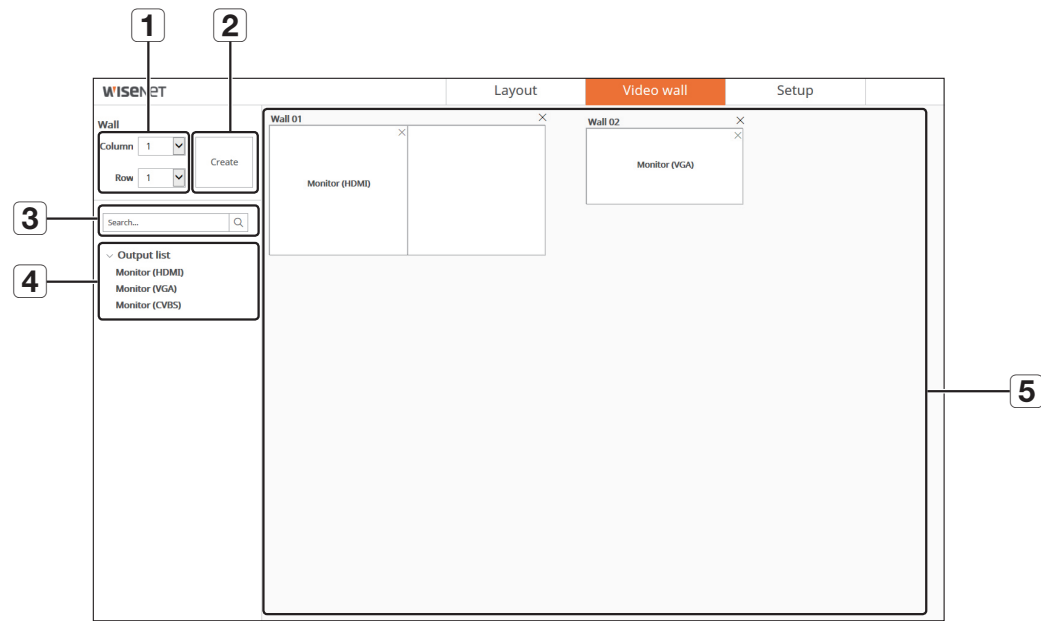 1
2
WISENET
Layout
Video wall
Setup
Wall
Column 1
Row 1
Create
Search...
Output list
Monitor (HDMI)
Monitor (VGA)
Monitor (CVBS)
3
4
Wall 01
Monitor (HDMI)
Wall 02
Monitor (VGA)
5